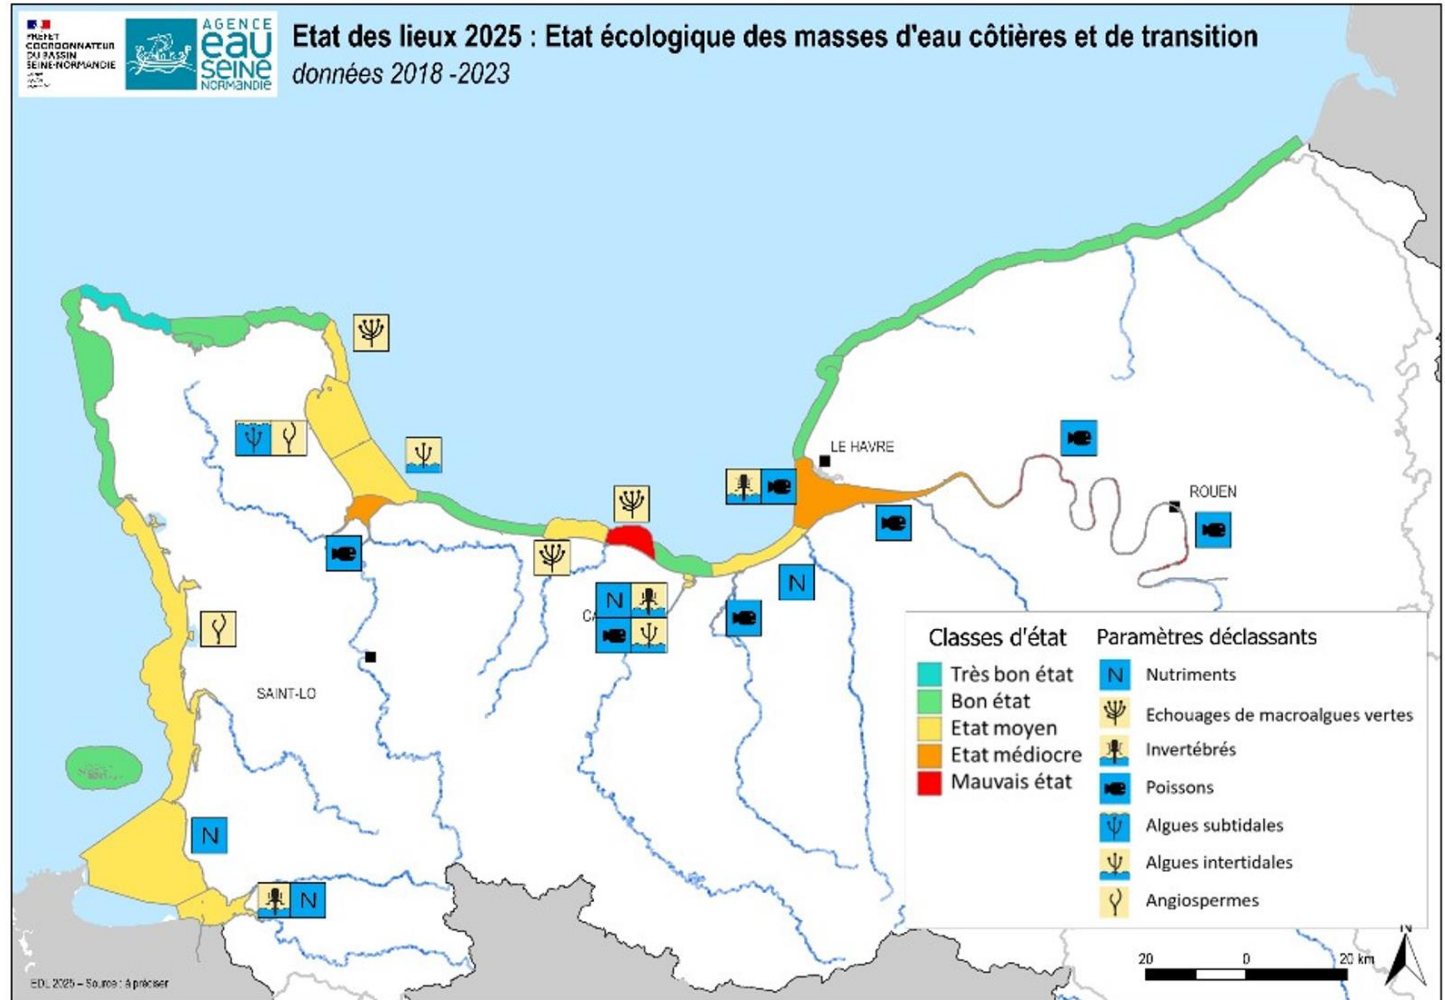 PRÉFET
COORDONNATEUR
DU BASSIN
SEINE-NORMANDIE
AGENCE
eau
SEINE
NORMANDIE
Etat des lieux 2025 : Etat écologique des masses d'eau côtières et de transition
données 2018 -2023
LE HAVRE
ROUEN
N
N
CA
SAINT-LO
N
N
Classes d'état
Très bon état
Bon état
Etat moyen
Etat médiocre
Mauvais état
Paramètres déclassants
N Nutriments
Echouages de macroalgues vertes
Invertébrés
Poissons
Algues subtidales
Algues intertidales
Angiospermes
N
20 0 20 km
EDL 2025 – Source : à préciser